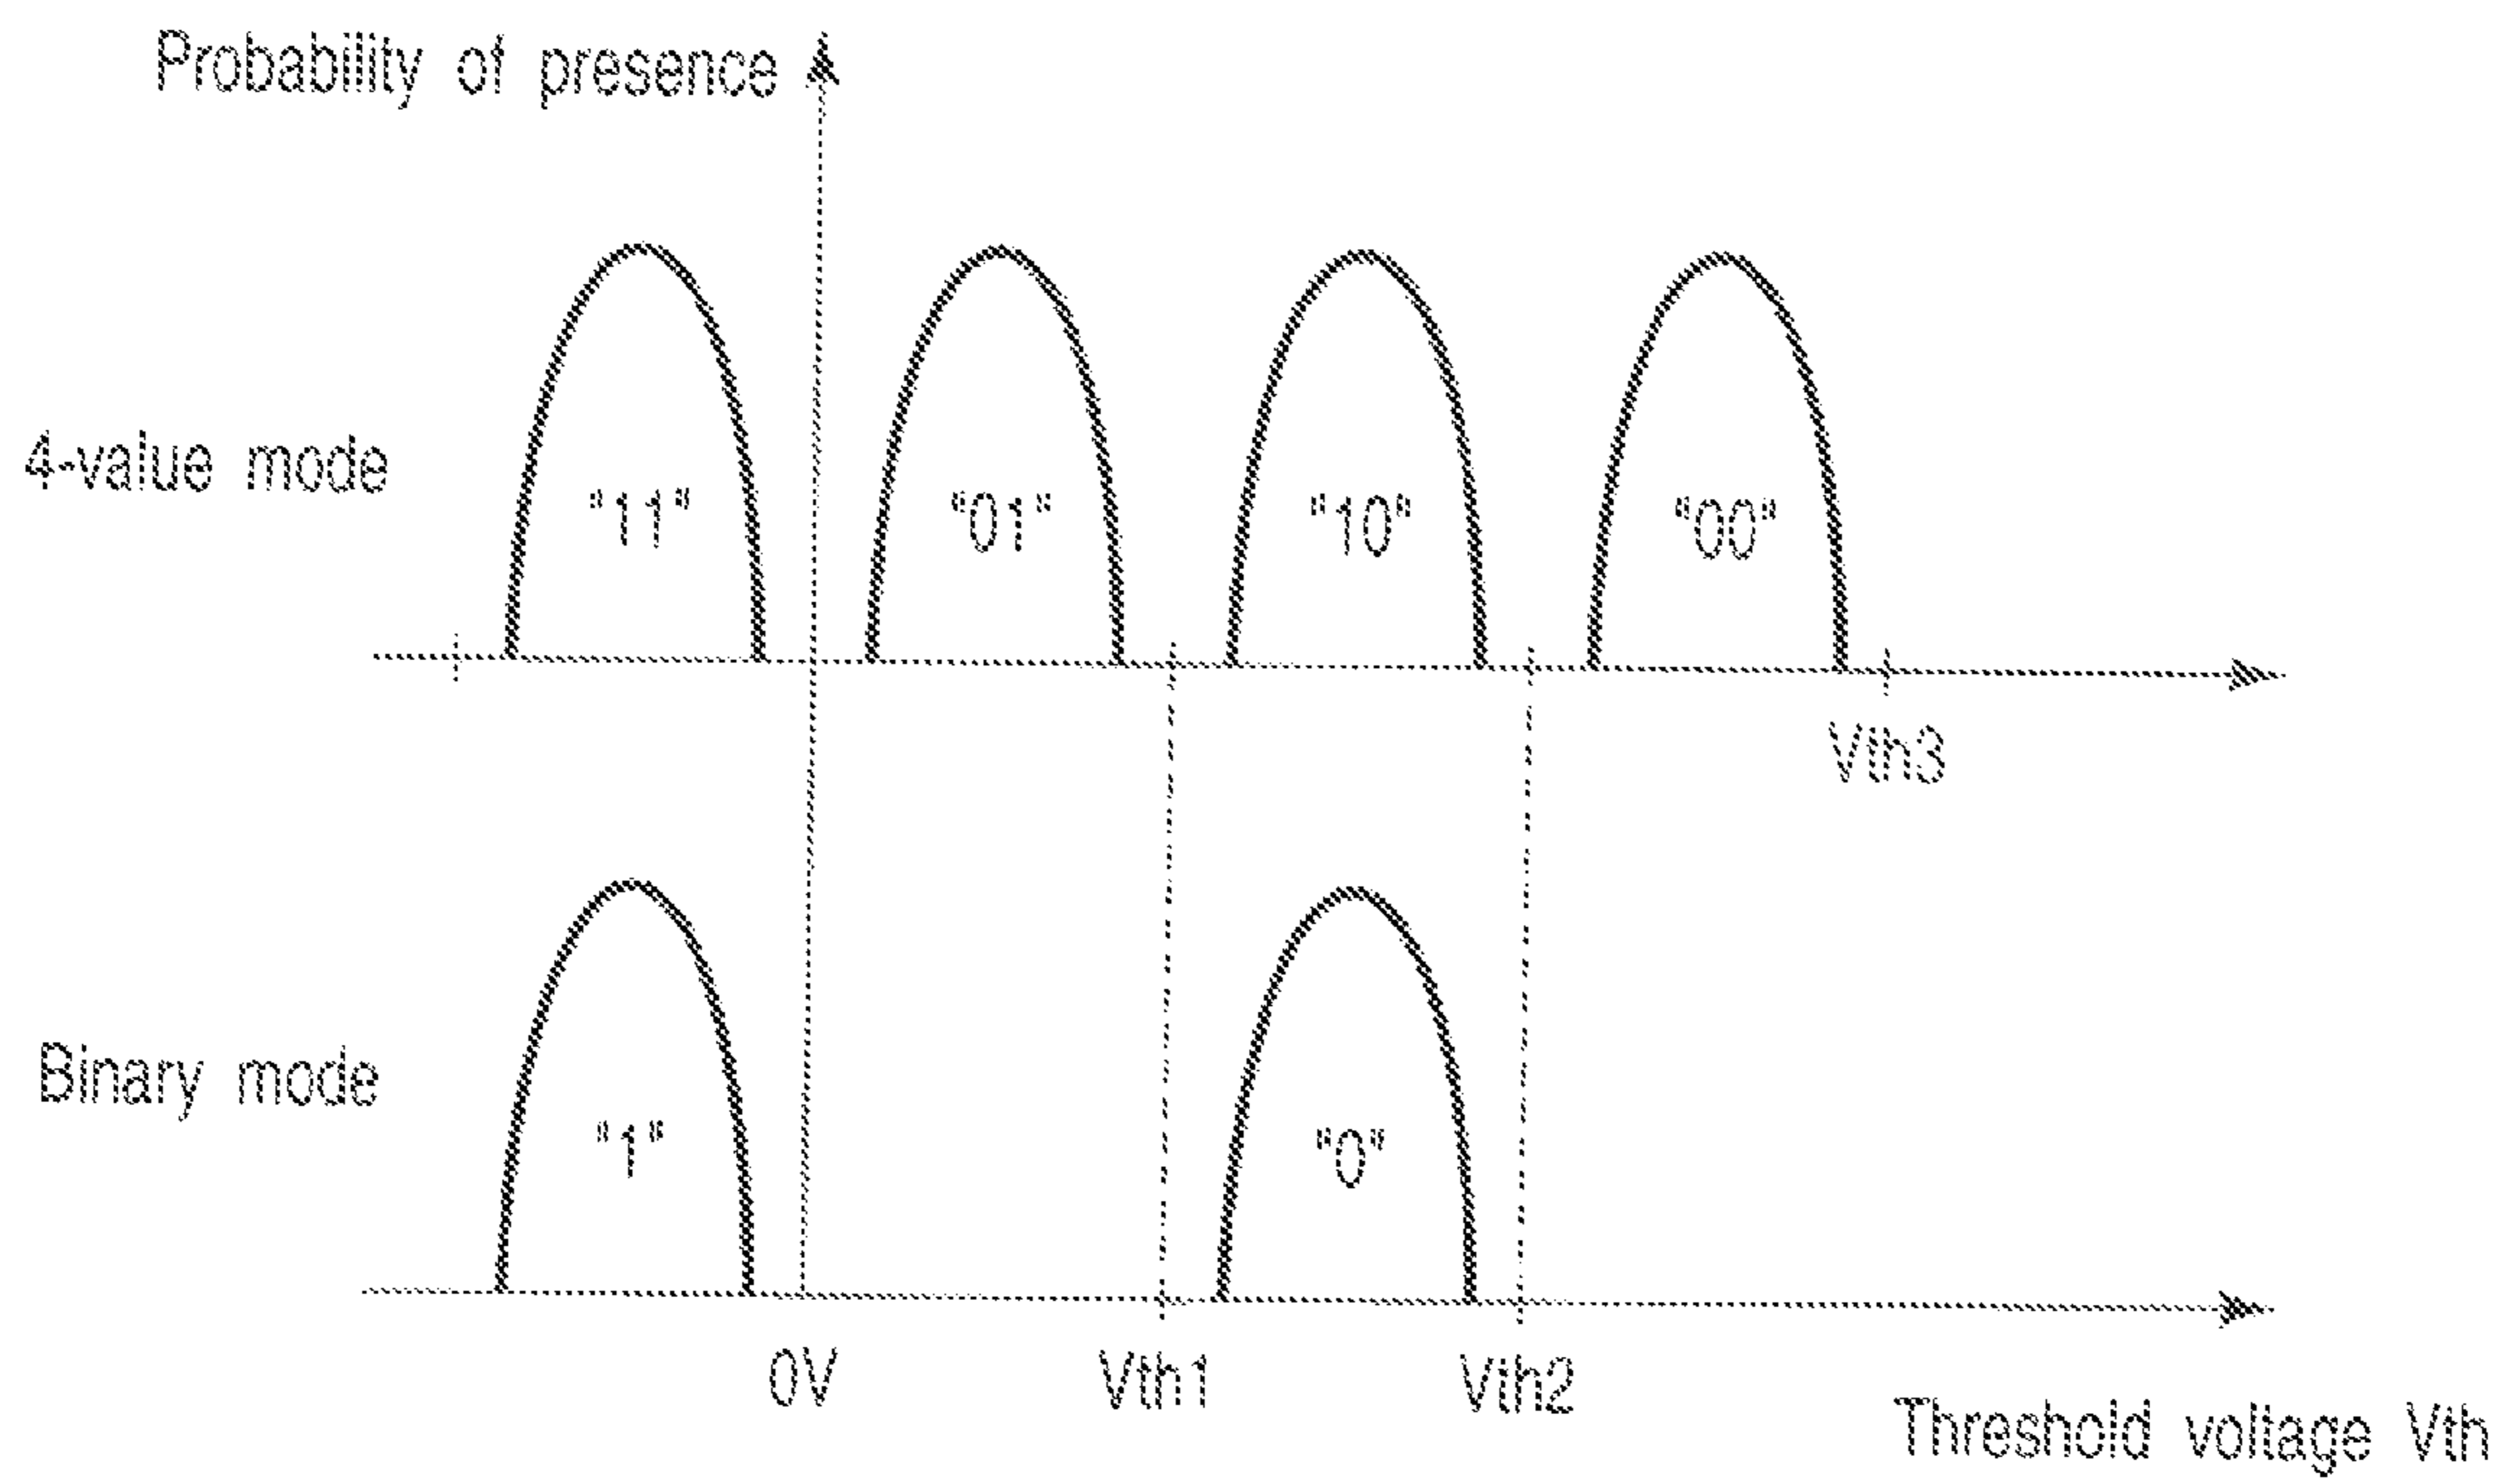 Probability of presence
4-value mode
"11" "01" "10" "00"
Vth3
Binary mode
"1" "0"
0V Vth1 Vth2
Threshold voltage Vth